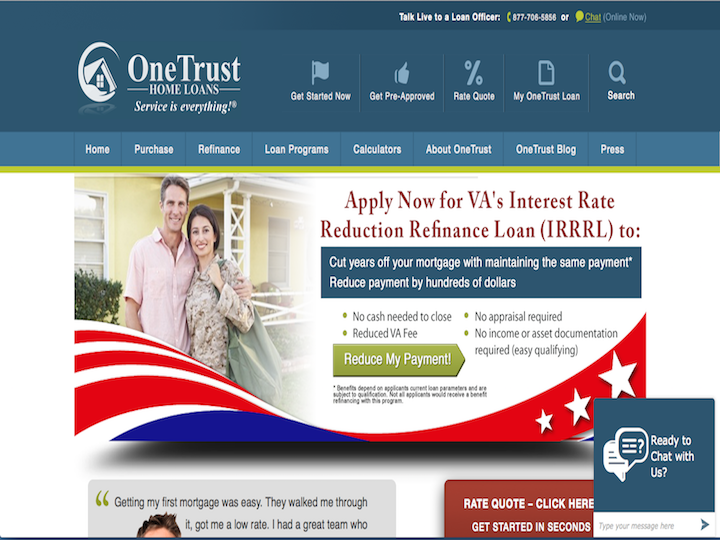 Talk Live to a Loan Officer: 877-706-5856 or Chat (Online Now)
OneTrust
HOME LOANS
Service is everything!®
Get Started Now
Get Pre-Approved
Rate Quote
My OneTrust Loan
Search
Home
Purchase
Refinance
Loan Programs
Calculators
About OneTrust
OneTrust Blog
Press
Apply Now for VA's Interest Rate
Reduction Refinance Loan (IRRRL) to:
Cut years off your mortgage with maintaining the same payment*
Reduce payment by hundreds of dollars
No cash needed to close
Reduced VA Fee
No appraisal required
No income or asset documentation
required (easy qualifying)
Reduce My Payment!
* Benefits depend on applicants current loan parameters and are
subject to qualification. Not all applicants would receive a benefit
refinancing with this program.
“ Getting my first mortgage was easy. They walked me through
it, got me a low rate. I had a great team who
RATE QUOTE – CLICK HERE
GET STARTED IN SECONDS
Ready to
Chat with
Us?
Type your message here